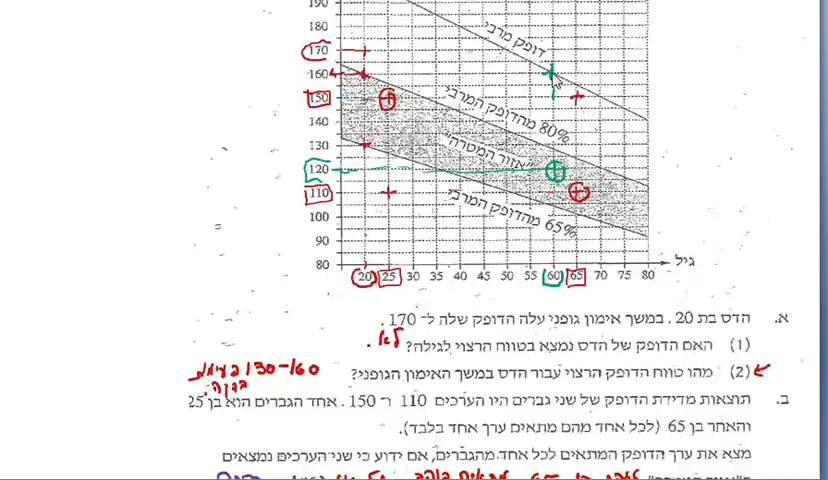 190
180
170
160
150
140
130
120
110
100
90
80
דופק מרבי
80% מהדופק המרבי
"אזור המטרה"
65% מהדופק המרבי
20 25 30 35 40 45 50 55 60 65 70 75 80
גיל
א. הדס בת 20. במשך אימון גופני עלה הדופק שלה ל־ 170.
(1) האם הדופק של הדס נמצא בטווח הרצוי לגילה? לא.
(2) מהו טווח הדופק הרצוי עבור הדס במשך האימון הגופני? 130-160 פעימות
בדקה.
ב. תוצאות מדידת הדופק של שני גברים היו הערכים 110 ו־ 150. אחד הגברים הוא בן 25
והאחר בן 65 (לכל אחד מהם מתאים ערך אחד בלבד).
מצא את ערך הדופק המתאים לכל אחד מהגברים, אם ידוע כי שני הערכים נמצאים